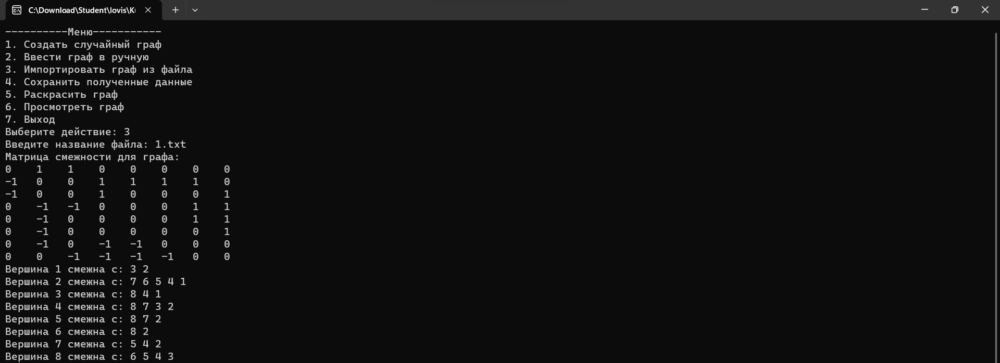 C:\Download\Student\lovis\K
----------Меню-----------
1. Создать случайный граф
2. Ввести граф в ручную
3. Импортировать граф из файла
4. Сохранить полученные данные
5. Раскрасить граф
6. Просмотреть граф
7. Выход
Выберите действие: 3
Введите название файла: 1.txt
Матрица смежности для графа:
0 1 1 0 0 0 0 0
-1 0 0 1 1 1 1 0
-1 0 0 1 0 0 0 1
0 -1 -1 0 0 0 1 1
0 -1 0 0 0 0 1 1
0 -1 0 0 0 0 0 1
0 -1 0 -1 -1 0 0 0
0 0 -1 -1 -1 -1 0 0
Вершина 1 смежна с: 3 2
Вершина 2 смежна с: 7 6 5 4 1
Вершина 3 смежна с: 8 4 1
Вершина 4 смежна с: 8 7 3 2
Вершина 5 смежна с: 8 7 2
Вершина 6 смежна с: 8 2
Вершина 7 смежна с: 5 4 2
Вершина 8 смежна с: 6 5 4 3